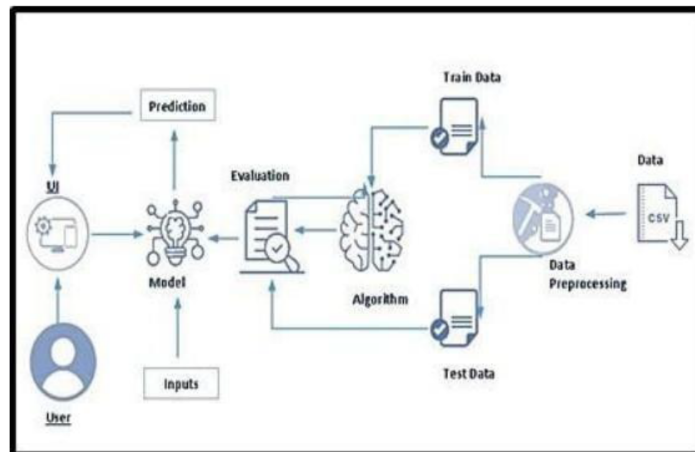 Train Data
Prediction
Data
Evaluation
UI
CSV
Model
Algorithm
Data
Preprocessing
Inputs
Test Data
User